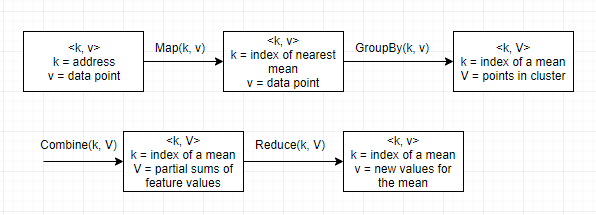 <k, v>
k = address
v = data point
Map(k, v)
<k, v>
k = index of nearest
mean
v = data point
GroupBy(k, v)
<k, V>
k = index of a mean
V = points in cluster
Combine(k, V)
<k, V>
k = index of a mean
V = partial sums of
feature values
Reduce(k, V)
<k, v>
k = index of a mean
v = new values for
the mean